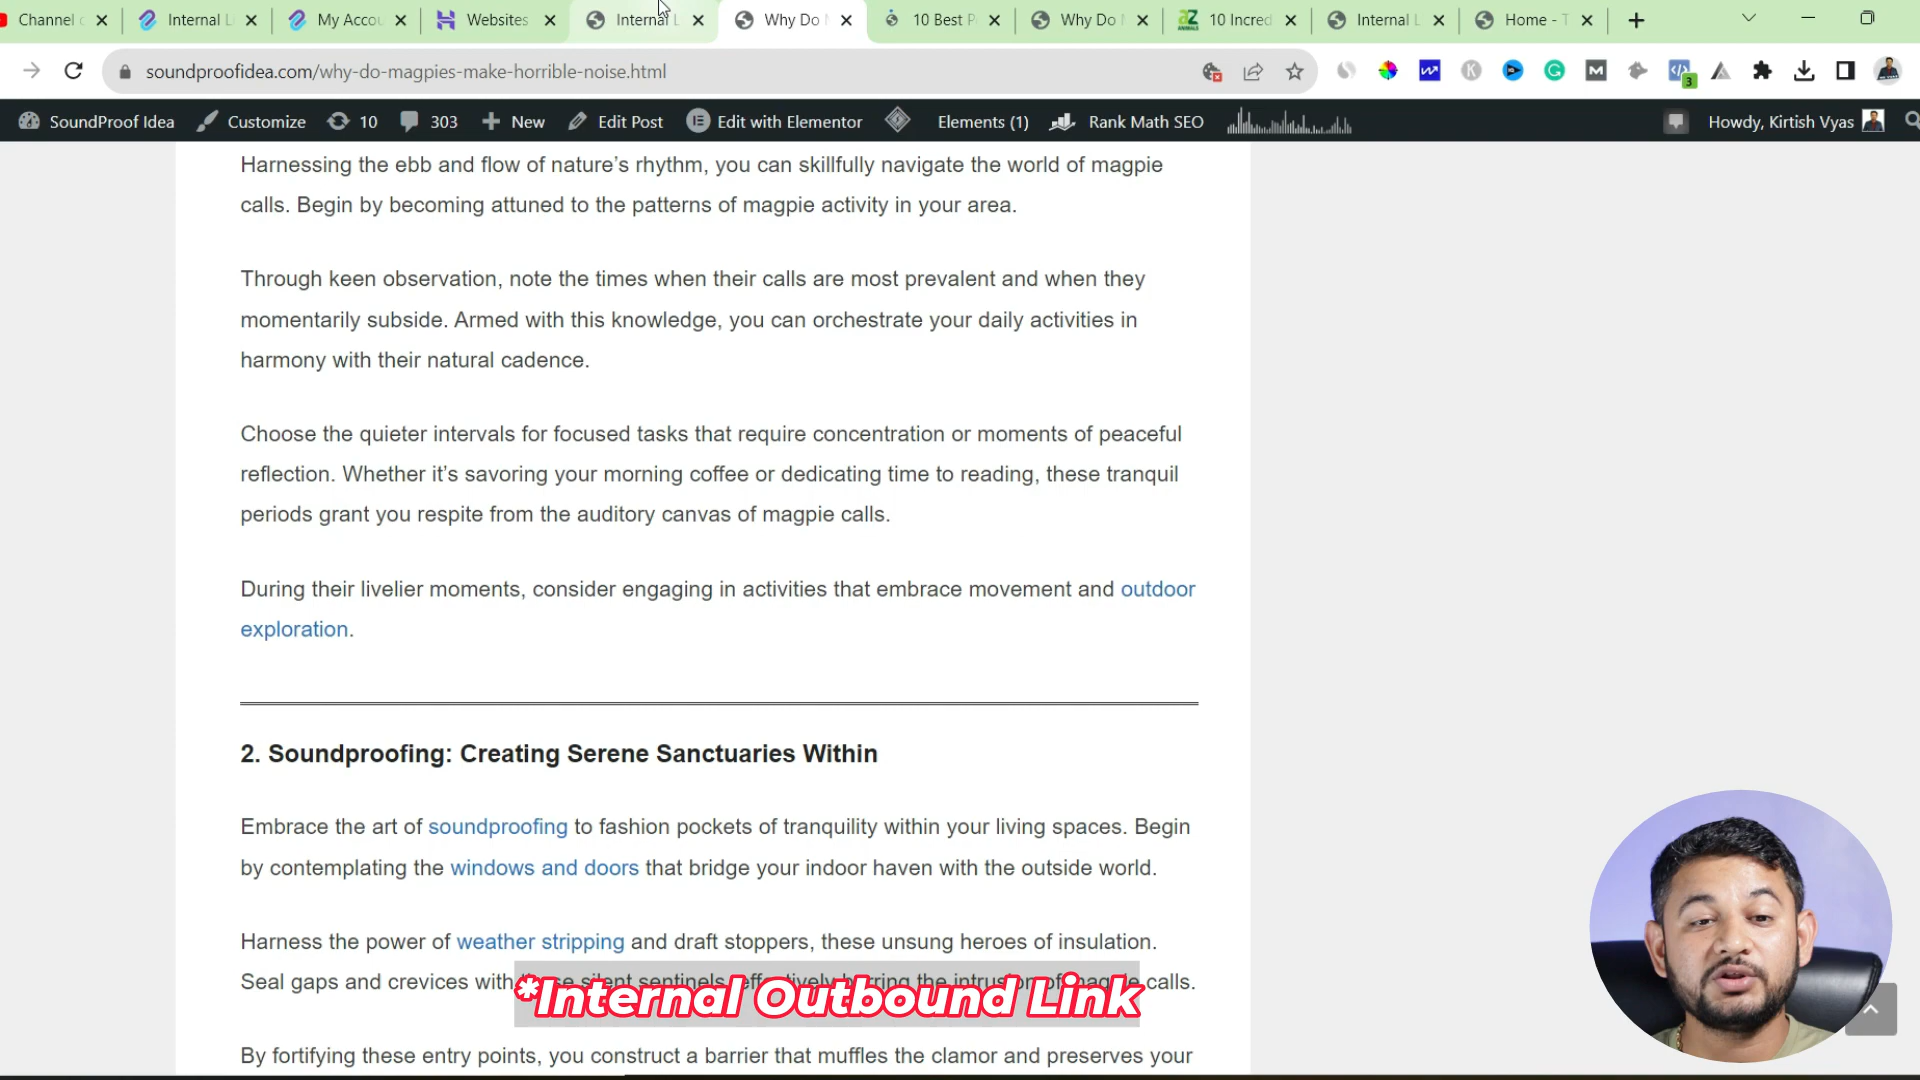 Channel
Internal L
My Accou
Websites
Internal L
Why Do
10 Best P
Why Do
10 Incred
Internal L
Home - T
soundproofidea.com/why-do-magpies-make-horrible-noise.html
SoundProof Idea
Customize
10
303
New
Edit Post
Edit with Elementor
Elements (1)
Rank Math SEO
Howdy, Kirtish Vyas
Harnessing the ebb and flow of nature's rhythm, you can skillfully navigate the world of magpie
calls. Begin by becoming attuned to the patterns of magpie activity in your area.
Through keen observation, note the times when their calls are most prevalent and when they
momentarily subside. Armed with this knowledge, you can orchestrate your daily activities in
harmony with their natural cadence.
Choose the quieter intervals for focused tasks that require concentration or moments of peaceful
reflection. Whether it's savoring your morning coffee or dedicating time to reading, these tranquil
periods grant you respite from the auditory canvas of magpie calls.
During their livelier moments, consider engaging in activities that embrace movement and outdoor
exploration.
2. Soundproofing: Creating Serene Sanctuaries Within
Embrace the art of soundproofing to fashion pockets of tranquility within your living spaces. Begin
by contemplating the windows and doors that bridge your indoor haven with the outside world.
Harness the power of weather stripping and draft stoppers, these unsung heroes of insulation.
Seal gaps and crevices with these silent sentinels, effectively barring the intrusion of magpie calls.
*Internal Outbound Link
By fortifying these entry points, you construct a barrier that muffles the clamor and preserves your